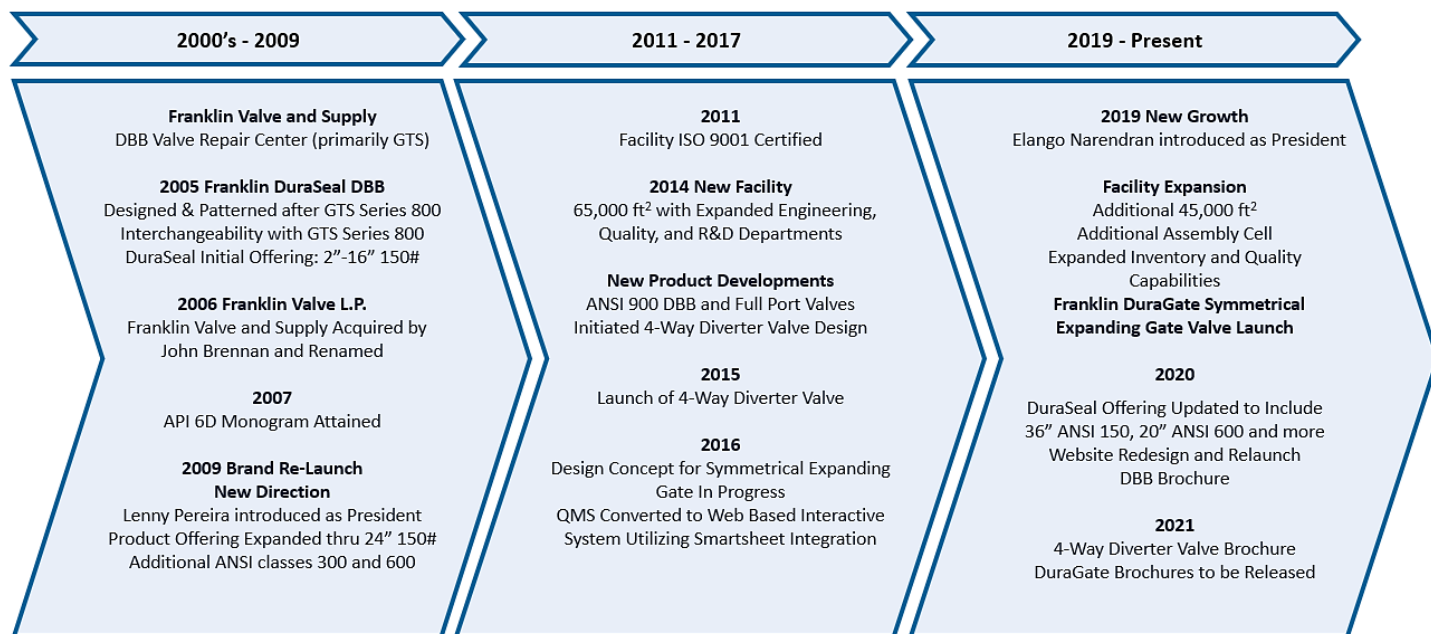 2000's - 2009
Franklin Valve and Supply
DBB Valve Repair Center (primarily GTS)
2005 Franklin DuraSeal DBB
Designed & Patterned after GTS Series 800
Interchangeability with GTS Series 800
DuraSeal Initial Offering: 2”-16” 150#
2006 Franklin Valve L.P.
Franklin Valve and Supply Acquired by
John Brennan and Renamed
2007
API 6D Monogram Attained
2009 Brand Re-Launch
New Direction
Lenny Pereira introduced as President
Product Offering Expanded thru 24” 150#
Additional ANSI classes 300 and 600
2011 - 2017
2011
Facility ISO 9001 Certified
2014 New Facility
65,000 ft² with Expanded Engineering,
Quality, and R&D Departments
New Product Developments
ANSI 900 DBB and Full Port Valves
Initiated 4-Way Diverter Valve Design
2015
Launch of 4-Way Diverter Valve
2016
Design Concept for Symmetrical Expanding
Gate In Progress
QMS Converted to Web Based Interactive
System Utilizing Smartsheet Integration
2019 - Present
2019 New Growth
Elango Narendran introduced as President
Facility Expansion
Additional 45,000 ft²
Additional Assembly Cell
Expanded Inventory and Quality
Capabilities
Franklin DuraGate Symmetrical
Expanding Gate Valve Launch
2020
DuraSeal Offering Updated to Include
36” ANSI 150, 20” ANSI 600 and more
Website Redesign and Relaunch
DBB Brochure
2021
4-Way Diverter Valve Brochure
DuraGate Brochures to be Released